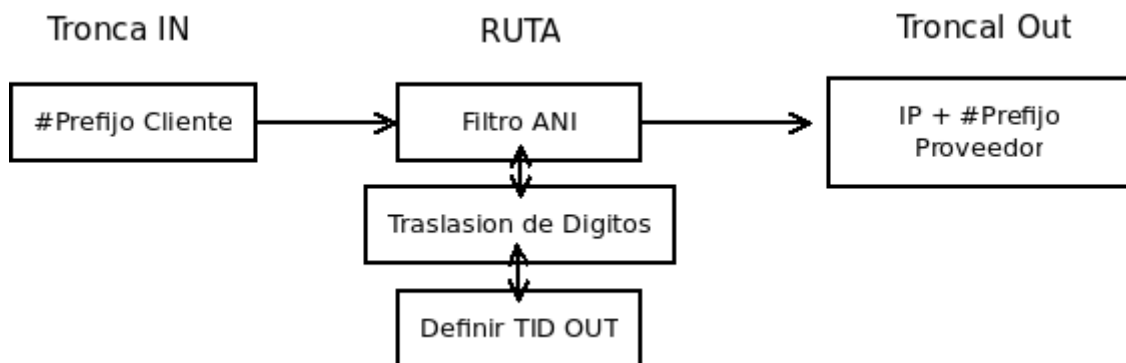 Tronca IN
RUTA
Troncal Out
#Prefijo Cliente
Filtro ANI
IP + #Prefijo
Proveedor
Traslasion de Digitos
Definir TID OUT